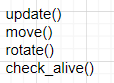 update()
move()
rotate()
check_alive()